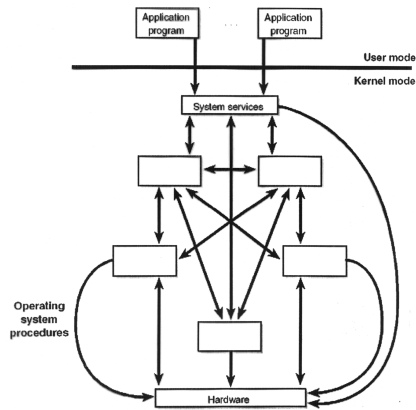 Application
program
. . .
Application
program
User mode
Kernel mode
System services
Operating
system
procedures
Hardware